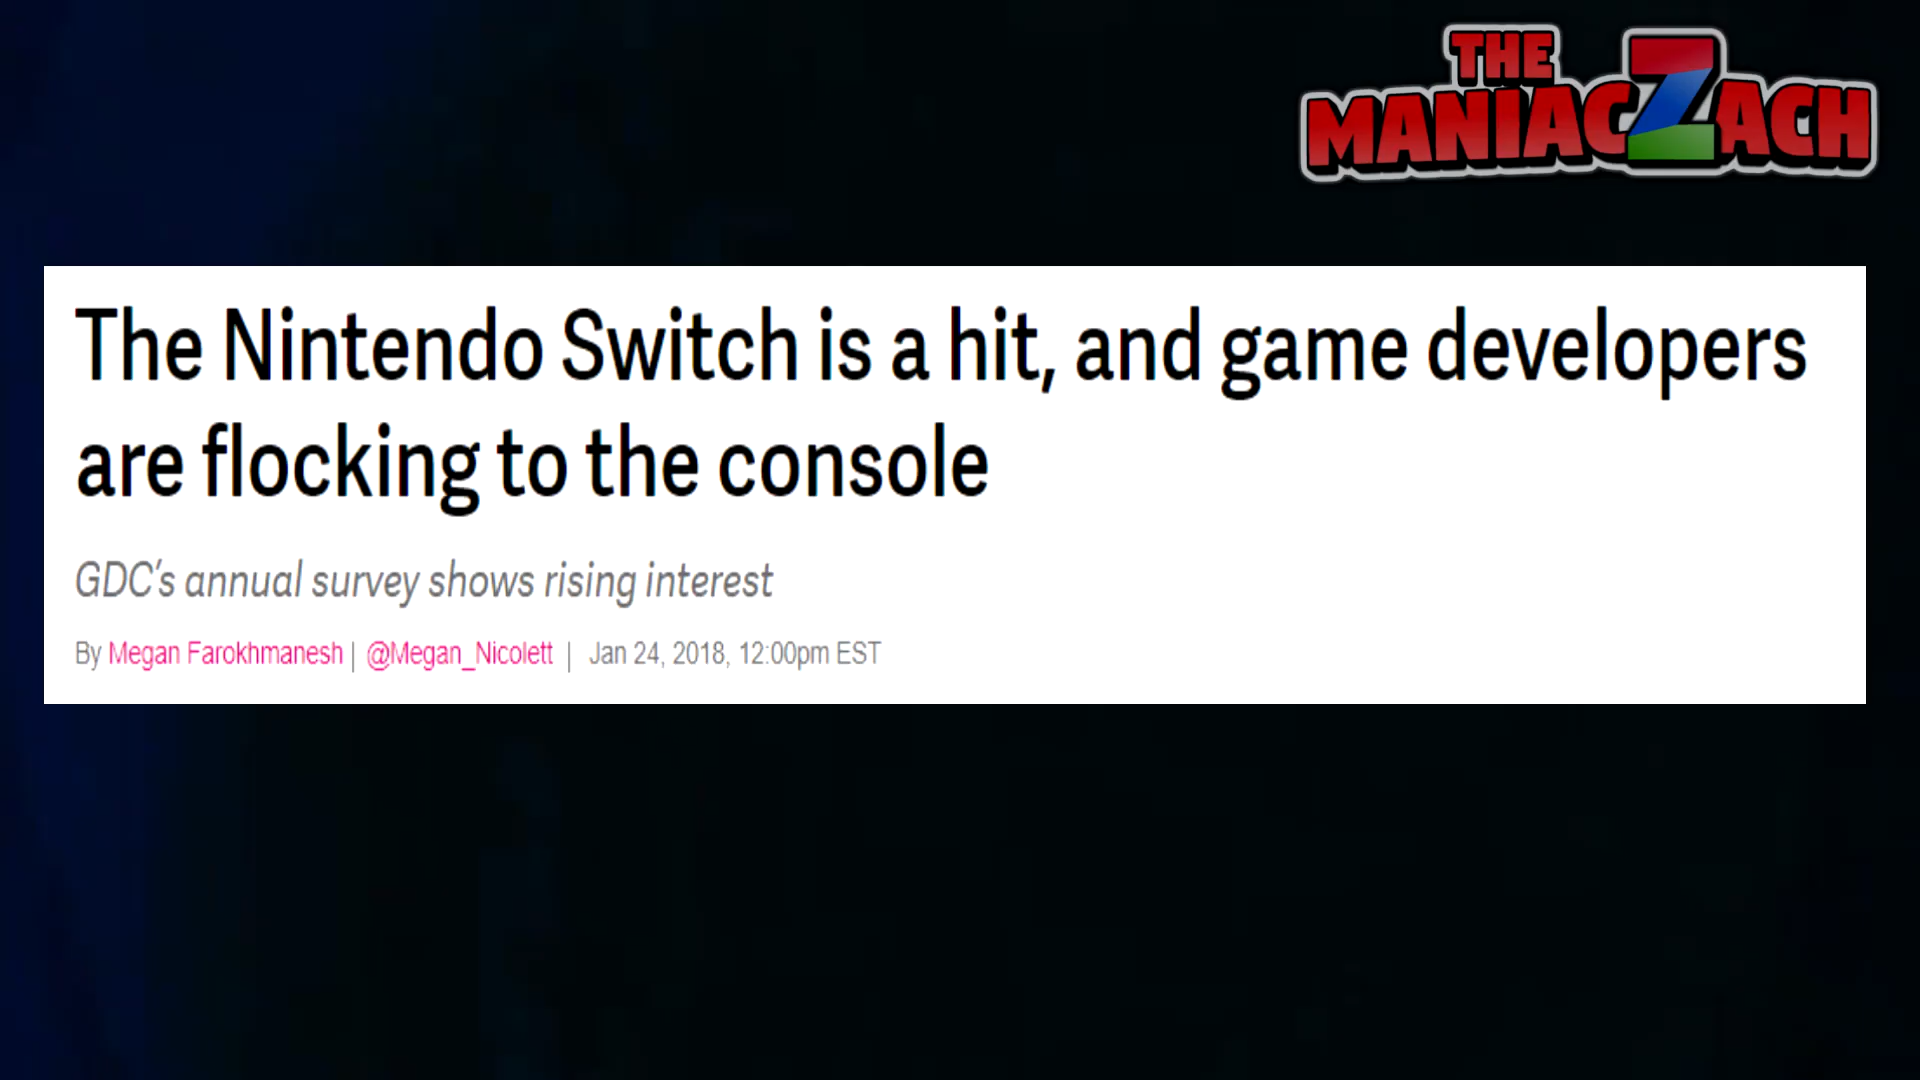 THE
MANIACZACH
The Nintendo Switch is a hit, and game developers
are flocking to the console
GDC's annual survey shows rising interest
By Megan Farokhmanesh | @Megan_Nicolett | Jan 24, 2018, 12:00pm EST